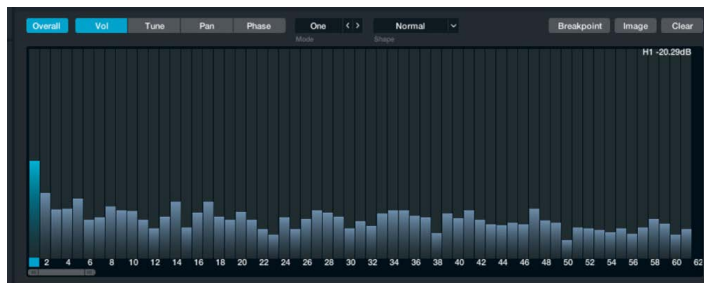 Overall Vol Tune Pan Phase One < > Normal Breakpoint Image Clear
Mode Shape
H1 -20.29dB
2 4 6 8 10 12 14 16 18 20 22 24 26 28 30 32 34 36 38 40 42 44 46 48 50 52 54 56 58 60 62